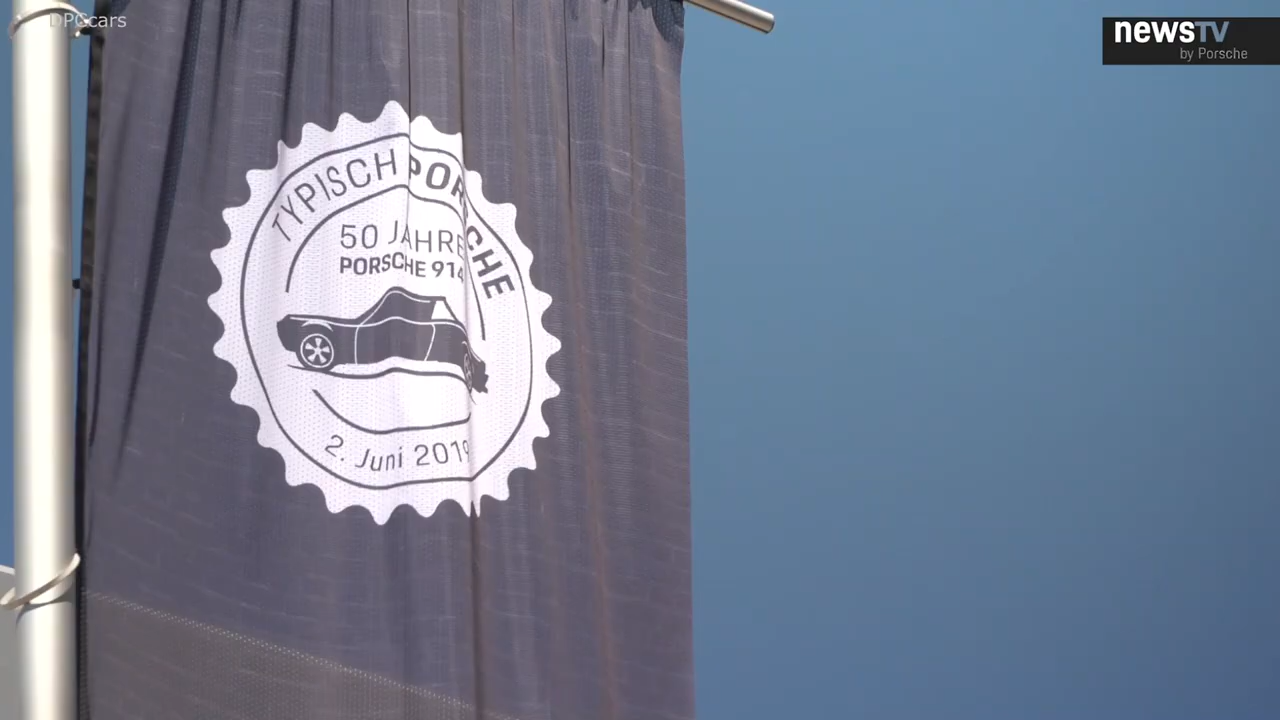 DPCcars
newsTV
by Porsche
TYPISCH PORSCHE
50 JAHRE
PORSCHE 914
2. Juni 2019